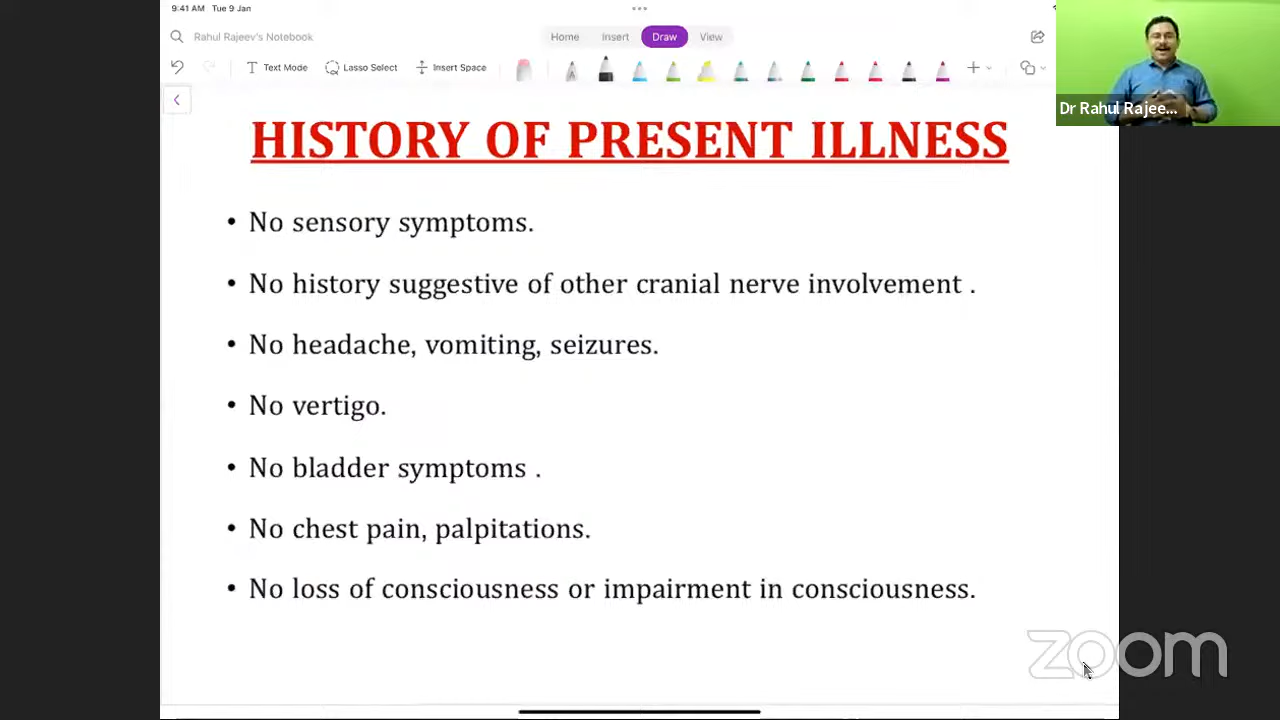 9:41 AM Tue 9 Jan
Rahul Rajeev's Notebook
Home Insert Draw View
Text Mode Lasso Select Insert Space
Dr Rahul Rajee...
HISTORY OF PRESENT ILLNESS
• No sensory symptoms.
• No history suggestive of other cranial nerve involvement .
• No headache, vomiting, seizures.
• No vertigo.
• No bladder symptoms .
• No chest pain, palpitations.
• No loss of consciousness or impairment in consciousness.
zoom